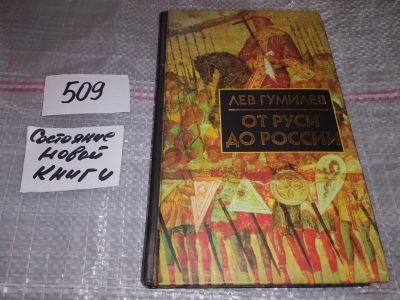 509
Состояние
новой
книги
ЛЕВ ГУМИЛЕВ
ОТ РУСИ
ДО РОССИИ